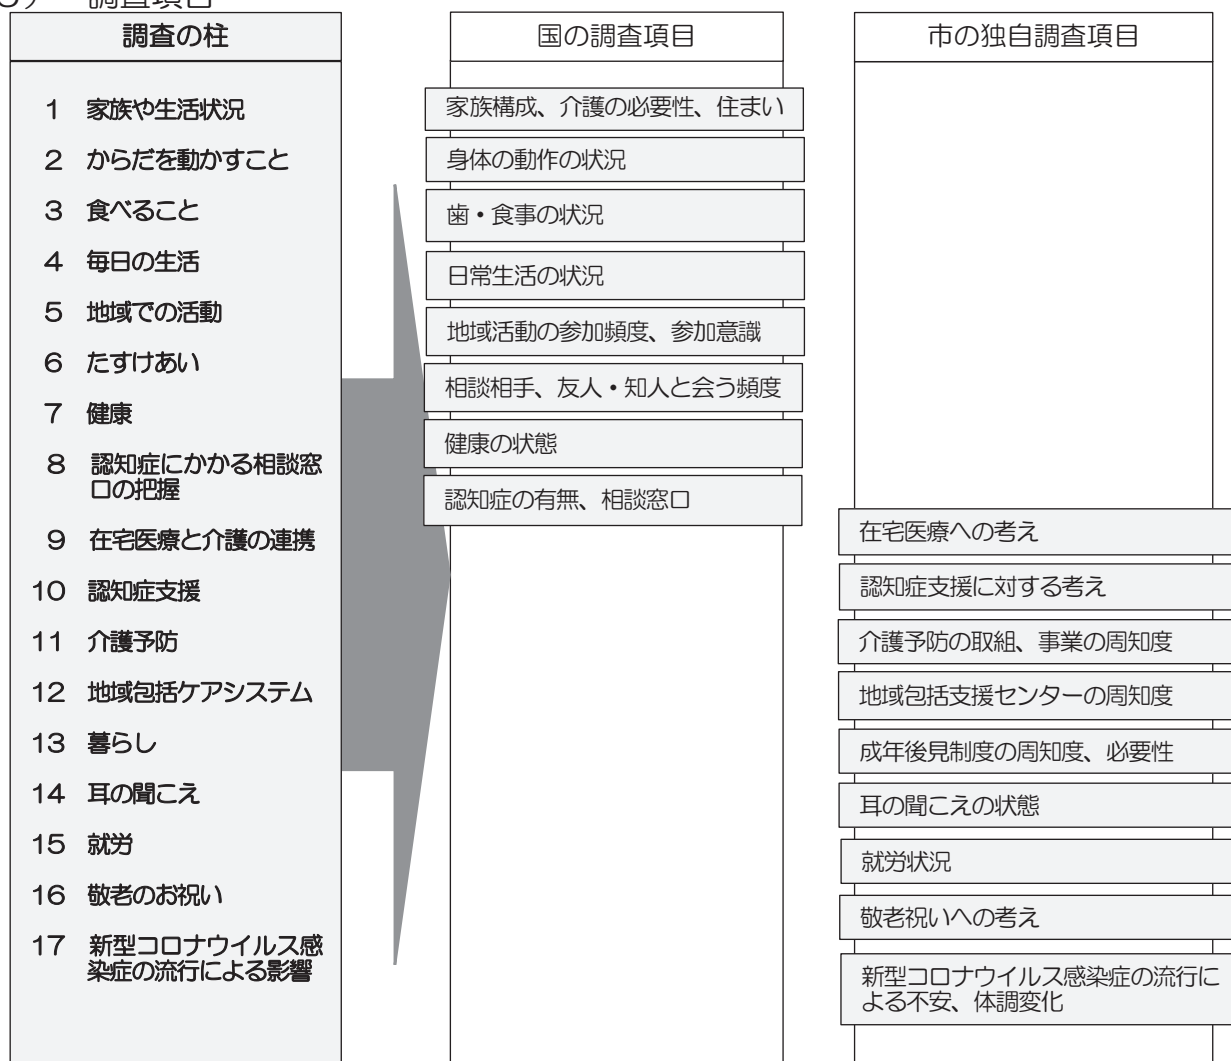 調査項目
調査の柱
1 家族や生活状況
2 からだを動かすこと
3 食べること
4 毎日の生活
5 地域での活動
6 たすけあい
7 健康
8 認知症にかかる相談窓
口の把握
9 在宅医療と介護の連携
10 認知症支援
11 介護予防
12 地域包括ケアシステム
13 暮らし
14 耳の聞こえ
15 就労
16 敬老のお祝い
17 新型コロナウイルス感
染症の流行による影響
国の調査項目
家族構成、介護の必要性、住まい
身体の動作の状況
歯・食事の状況
日常生活の状況
地域活動の参加頻度、参加意識
相談相手、友人・知人と会う頻度
健康の状態
認知症の有無、相談窓口
市の独自調査項目
在宅医療への考え
認知症支援に対する考え
介護予防の取組、事業の周知度
地域包括支援センターの周知度
成年後見制度の周知度、必要性
耳の聞こえの状態
就労状況
敬老祝いへの考え
新型コロナウイルス感染症の流行に
よる不安、体調変化